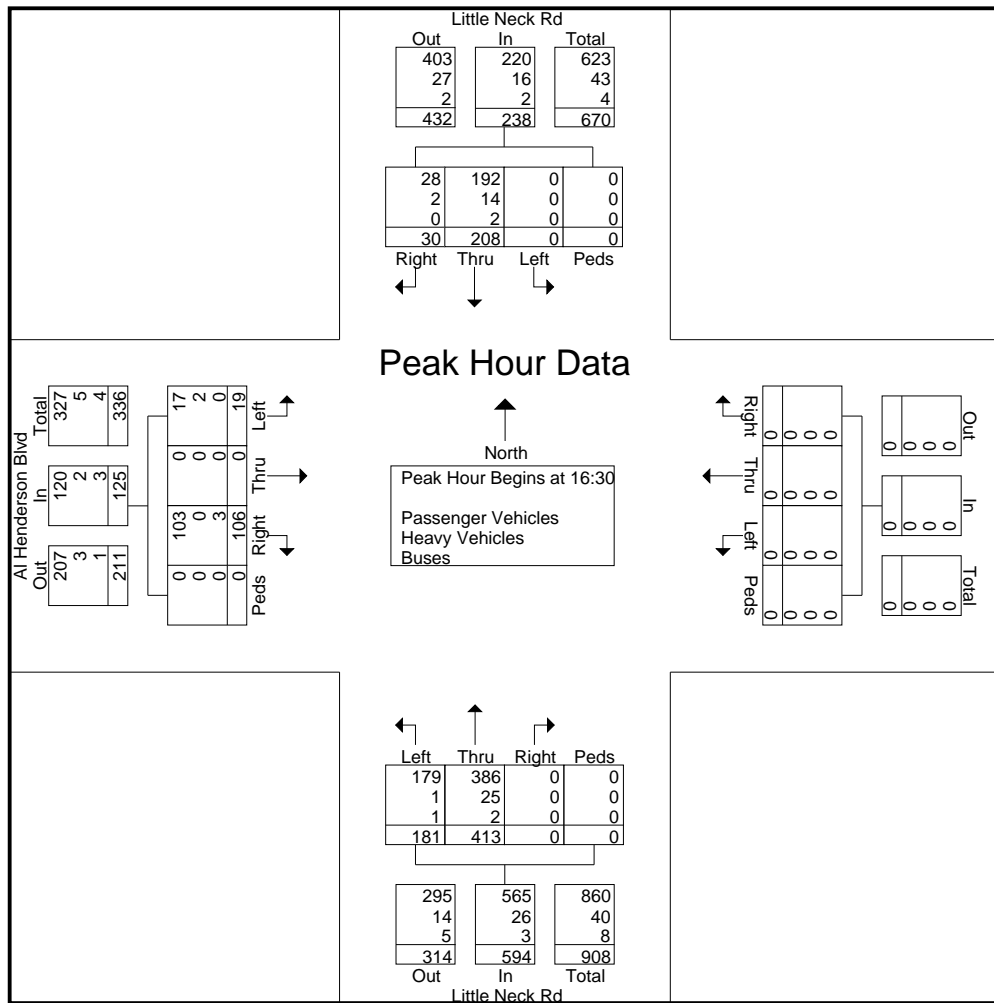 Little Neck Rd
Out In Total
403 220 623
27 16 43
2 2 4
432 238 670
28 192 0 0
2 14 0 0
0 2 0 0
30 208 0 0
Right Thru Left Peds
Peak Hour Data
Al Henderson Blvd
Total
327 5 4 336
In
120 2 3 125
Out
207 3 1 211
17 2 0 19
Left
0 0 0 0
Thru
103 0 3 106
Right
0 0 0 0
Peds
North
Peak Hour Begins at 16:30
Passenger Vehicles
Heavy Vehicles
Buses
Right
0 0 0 0
Thru
0 0 0 0
Left
0 0 0 0
Peds
0 0 0 0
Out
0 0 0 0
In
0 0 0 0
Total
0 0 0 0
Left Thru Right Peds
179 386 0 0
1 25 0 0
1 2 0 0
181 413 0 0
295 565 860
14 26 40
5 3 8
314 594 908
Out In Total
Little Neck Rd